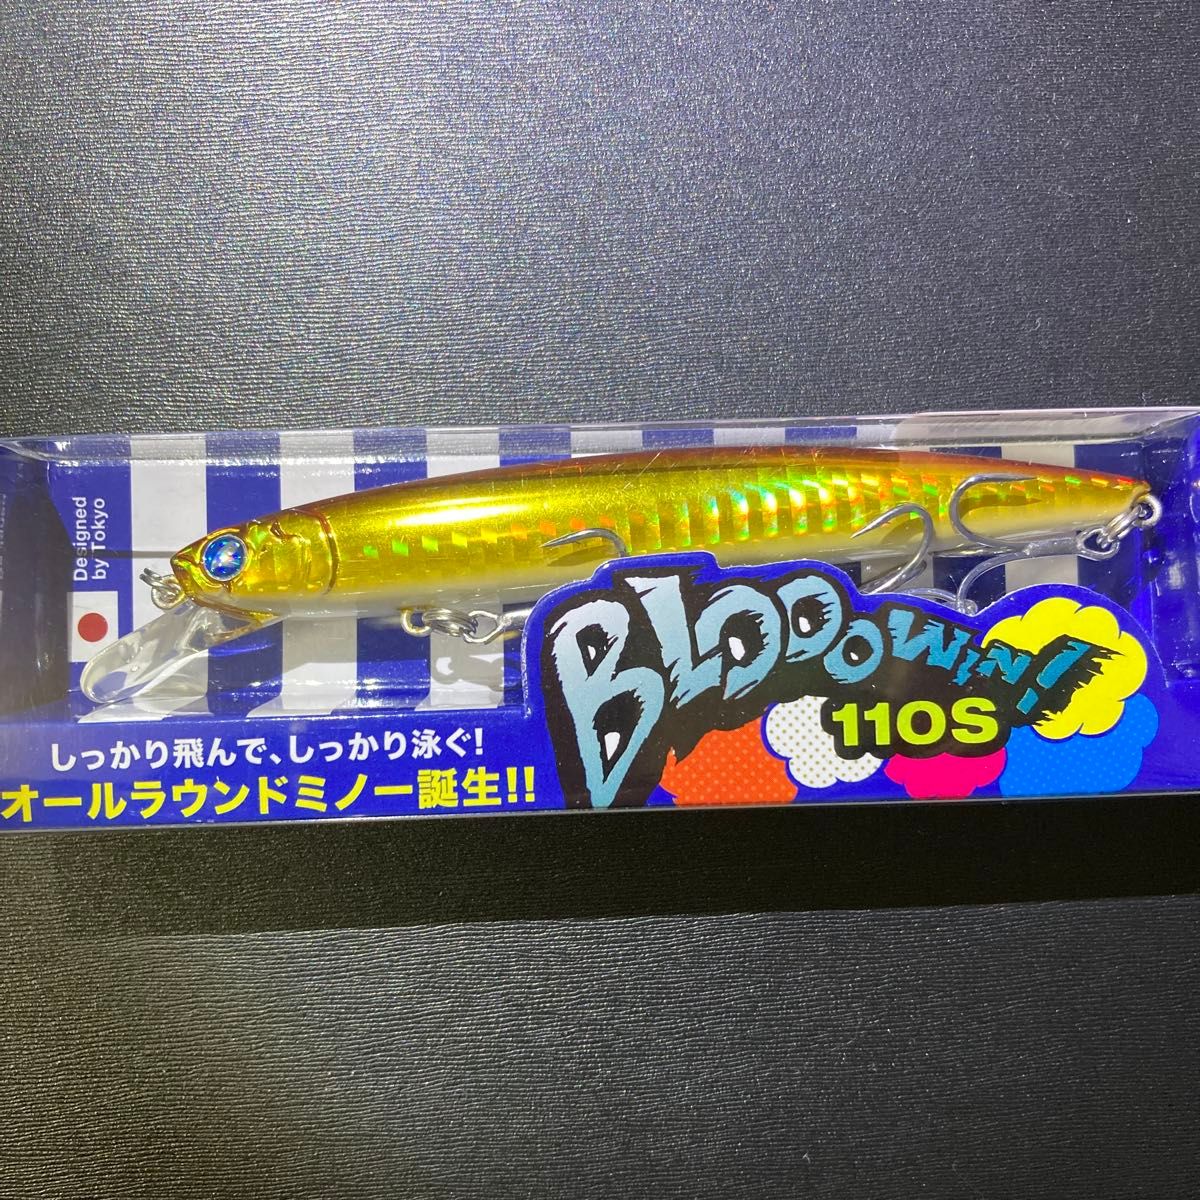 Designed
by Tokyo
BLOOOWIN!
110S
しっかり飛んで、しっかり泳ぐ!
オールラウンドミノー誕生!!